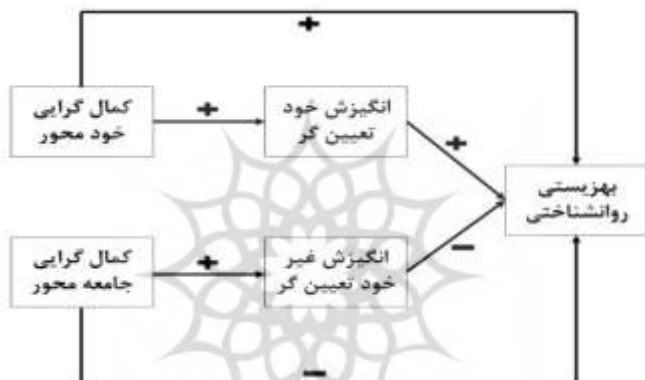 +
کمال گرایی
خود محور
+
انگیزش خود
تعیین گر
+
بهزیستی
روانشناختی
کمال گرایی
جامعه محور
+
انگیزش غیر
خود تعیین گر
−
−